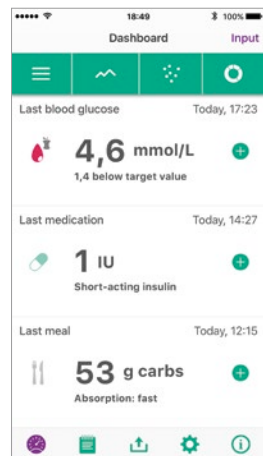 18:49
100%
Dashboard
Input
Last blood glucose Today, 17:23
4,6 mmol/L
1,4 below target value
Last medication Today, 14:27
1 IU
Short-acting insulin
Last meal Today, 12:15
53 g carbs
Absorption: fast